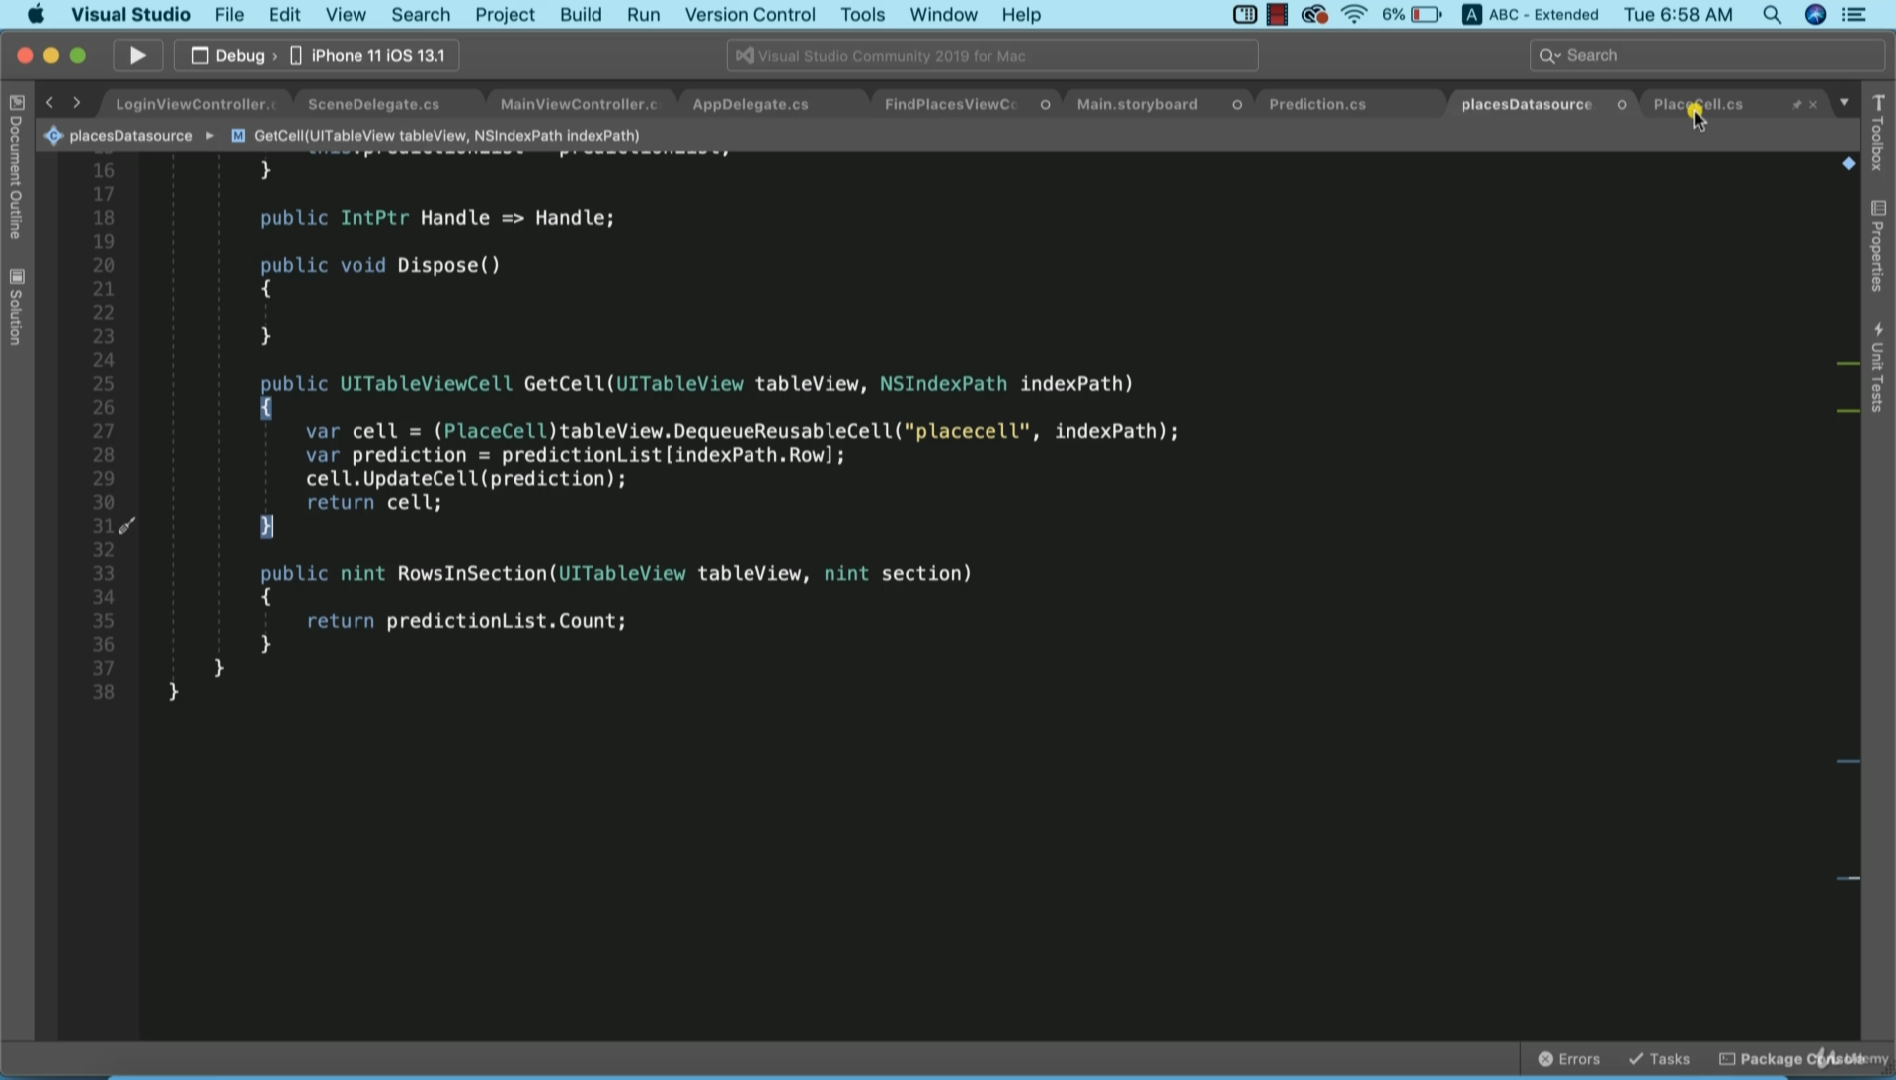 Visual Studio File Edit View Search Project Build Run Version Control Tools Window Help 6% A ABC - Extended Tue 6:58 AM
Debug › iPhone 11 iOS 13.1 Visual Studio Community 2019 for Mac Search
LoginViewController.c SceneDelegate.cs MainViewController.c AppDelegate.cs FindPlacesViewCc Main.storyboard Prediction.cs placesDatasource PlaceCell.cs
placesDatasource M GetCell(UITableView tableView, NSIndexPath indexPath)
Document Outline
Solution
Toolbox
Properties
Unit Tests
this.predictionList = predictionList;
16 }
17
18 public IntPtr Handle => Handle;
19
20 public void Dispose()
21 {
22
23 }
24
25 public UITableViewCell GetCell(UITableView tableView, NSIndexPath indexPath)
26 {
27 var cell = (PlaceCell)tableView.DequeueReusableCell("placecell", indexPath);
28 var prediction = predictionList[indexPath.Row];
29 cell.UpdateCell(prediction);
30 return cell;
31 }
32
33 public nint RowsInSection(UITableView tableView, nint section)
34 {
35 return predictionList.Count;
36 }
37 }
38 }
Errors Tasks Package Console